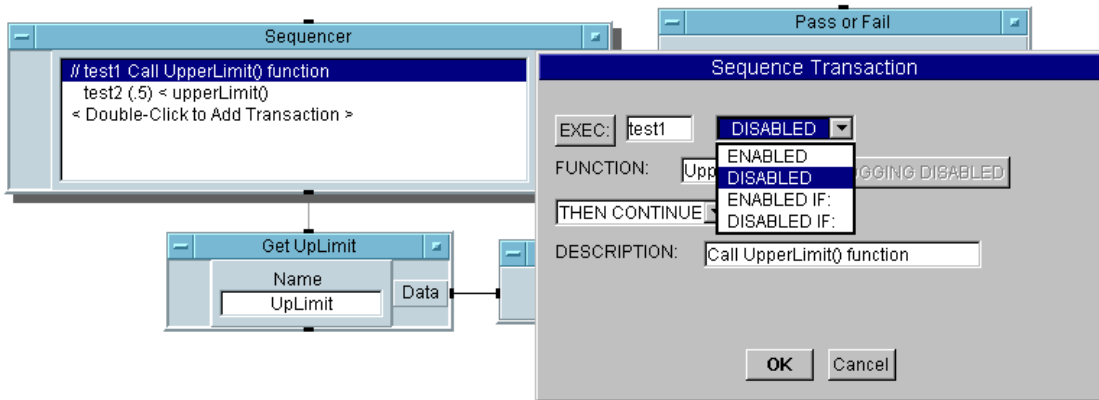 Sequencer
// test1 Call UpperLimit() function
test2 (.5) < upperLimit()
< Double-Click to Add Transaction >
Pass or Fail
Sequence Transaction
EXEC: test1 DISABLED
ENABLED
DISABLED
ENABLED IF:
DISABLED IF:
FUNCTION: Upp OGGING DISABLED
THEN CONTINUE
DESCRIPTION: Call UpperLimit() function
OK Cancel
Get UpLimit
Name
UpLimit
Data